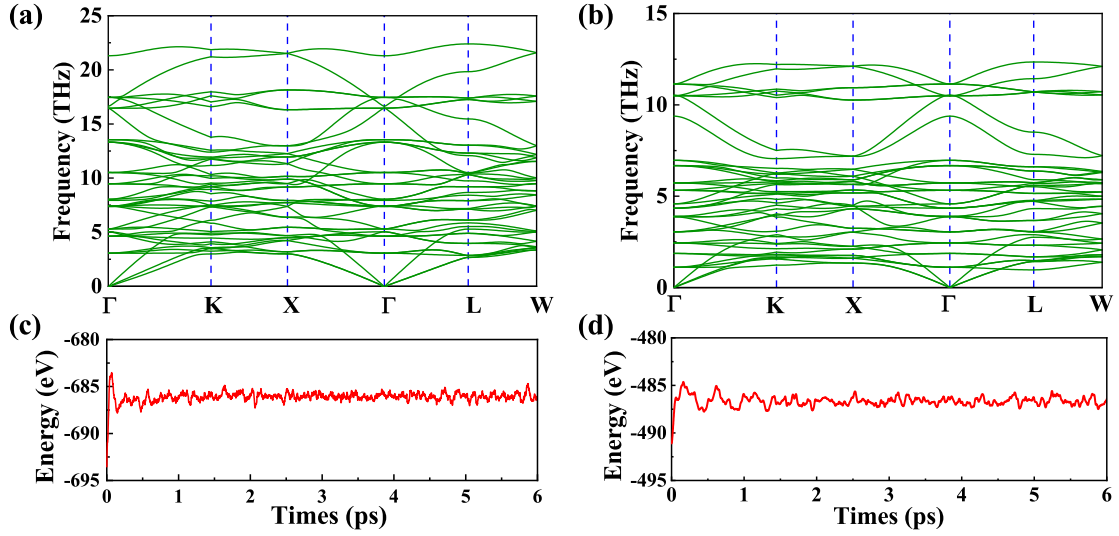 (a)
25
20
15
10
5
0
Frequency (THz)
Γ K X Γ L W
(b)
15
10
5
0
Frequency (THz)
Γ K X Γ L W
(c)
-680
-685
-690
-695
Energy (eV)
0 1 2 3 4 5 6
Times (ps)
(d)
-480
-485
-490
-495
Energy (eV)
0 1 2 3 4 5 6
Times (ps)